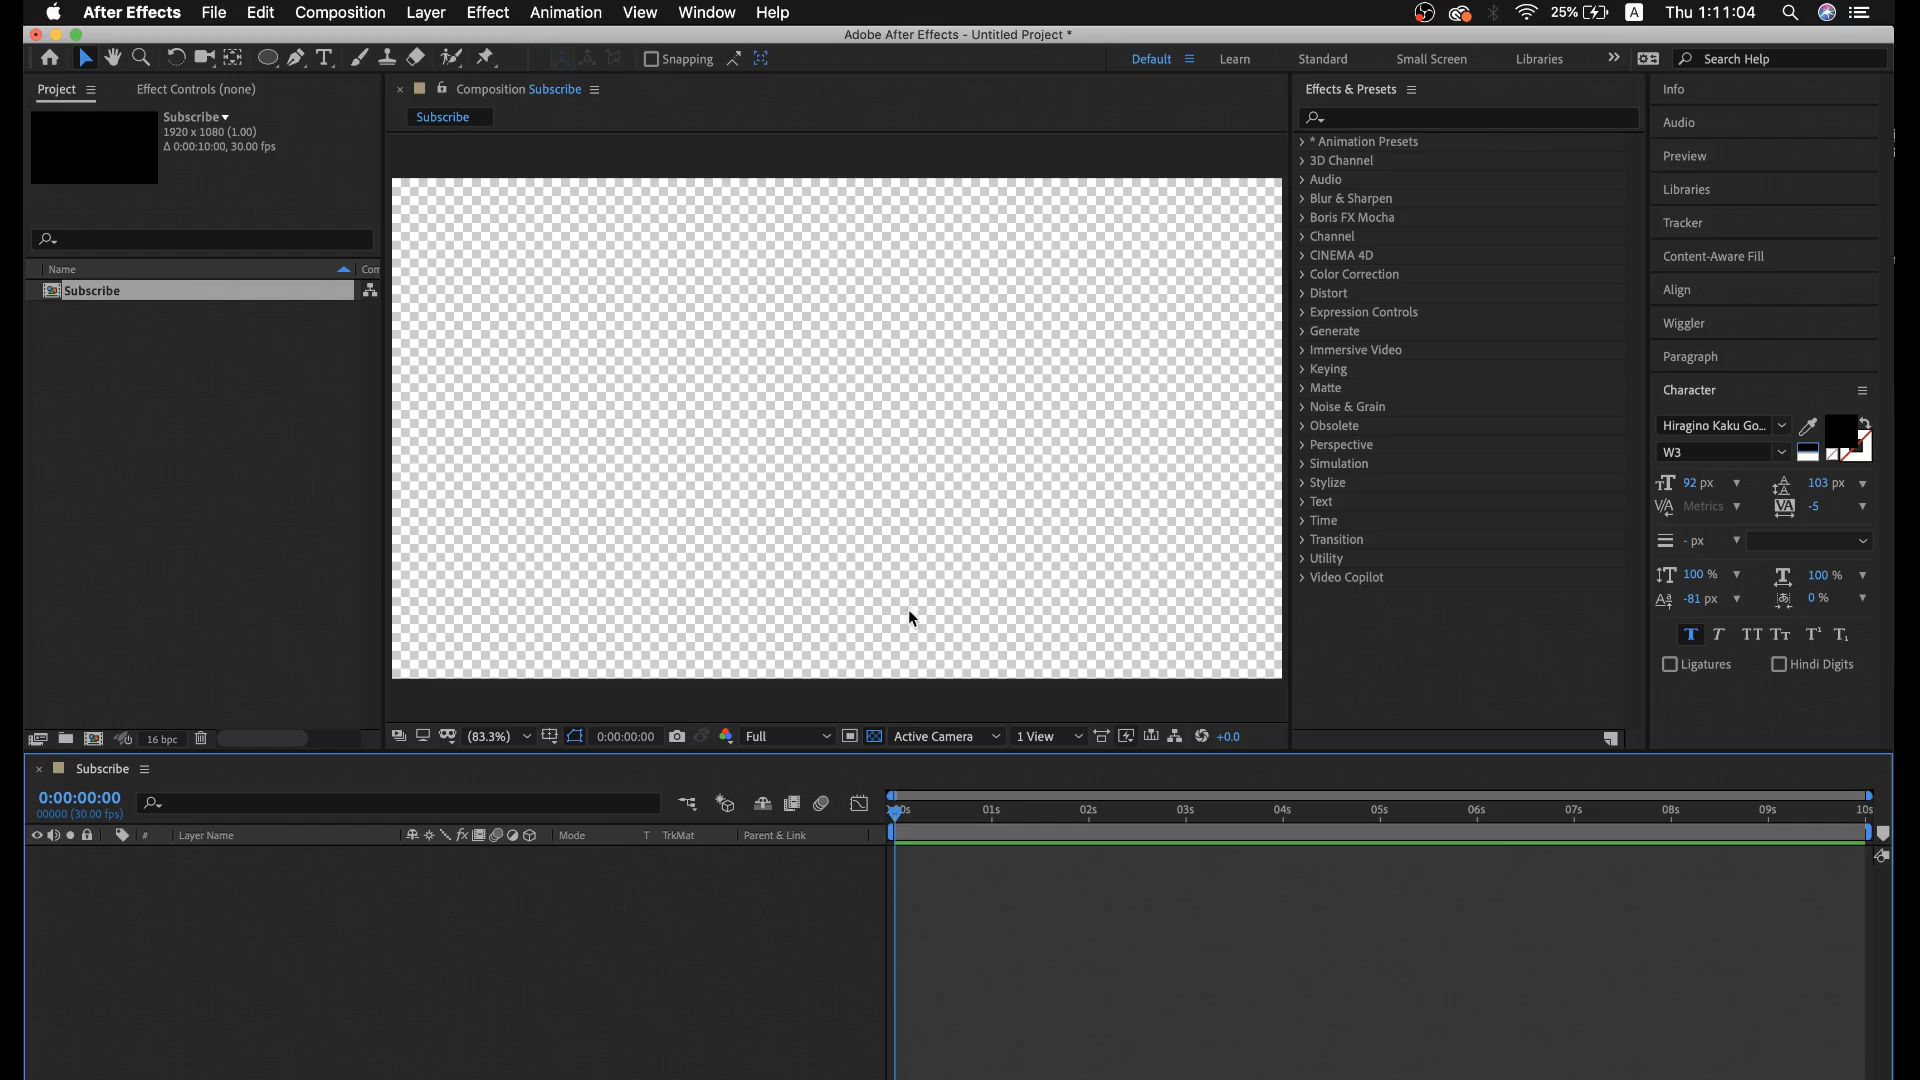 After Effects File Edit Composition Layer Effect Animation View Window Help 25% A Thu 1:11:04
Adobe After Effects - Untitled Project *
T Snapping Default Learn Standard Small Screen Libraries Search Help
Project Effect Controls (none)
Subscribe
1920 x 1080 (1.00)
Δ 0:00:10:00, 30.00 fps
Name Com
Subscribe
16 bpc
Composition Subscribe
Subscribe
(83.3%) 0:00:00:00 Full Active Camera 1 View +0.0
Effects & Presets
* Animation Presets
3D Channel
Audio
Blur & Sharpen
Boris FX Mocha
Channel
CINEMA 4D
Color Correction
Distort
Expression Controls
Generate
Immersive Video
Keying
Matte
Noise & Grain
Obsolete
Perspective
Simulation
Stylize
Text
Time
Transition
Utility
Video Copilot
Info
Audio
Preview
Libraries
Tracker
Content-Aware Fill
Align
Wiggler
Paragraph
Character
Hiragino Kaku Go...
W3
92 px 103 px
Metrics -5
- px
100 % 100 %
-81 px 0 %
T T TT TT T¹ T₁
Ligatures Hindi Digits
Subscribe
0:00:00:00
00000 (30.00 fps)
# Layer Name fx Mode T TrkMat Parent & Link
00s 01s 02s 03s 04s 05s 06s 07s 08s 09s 10s